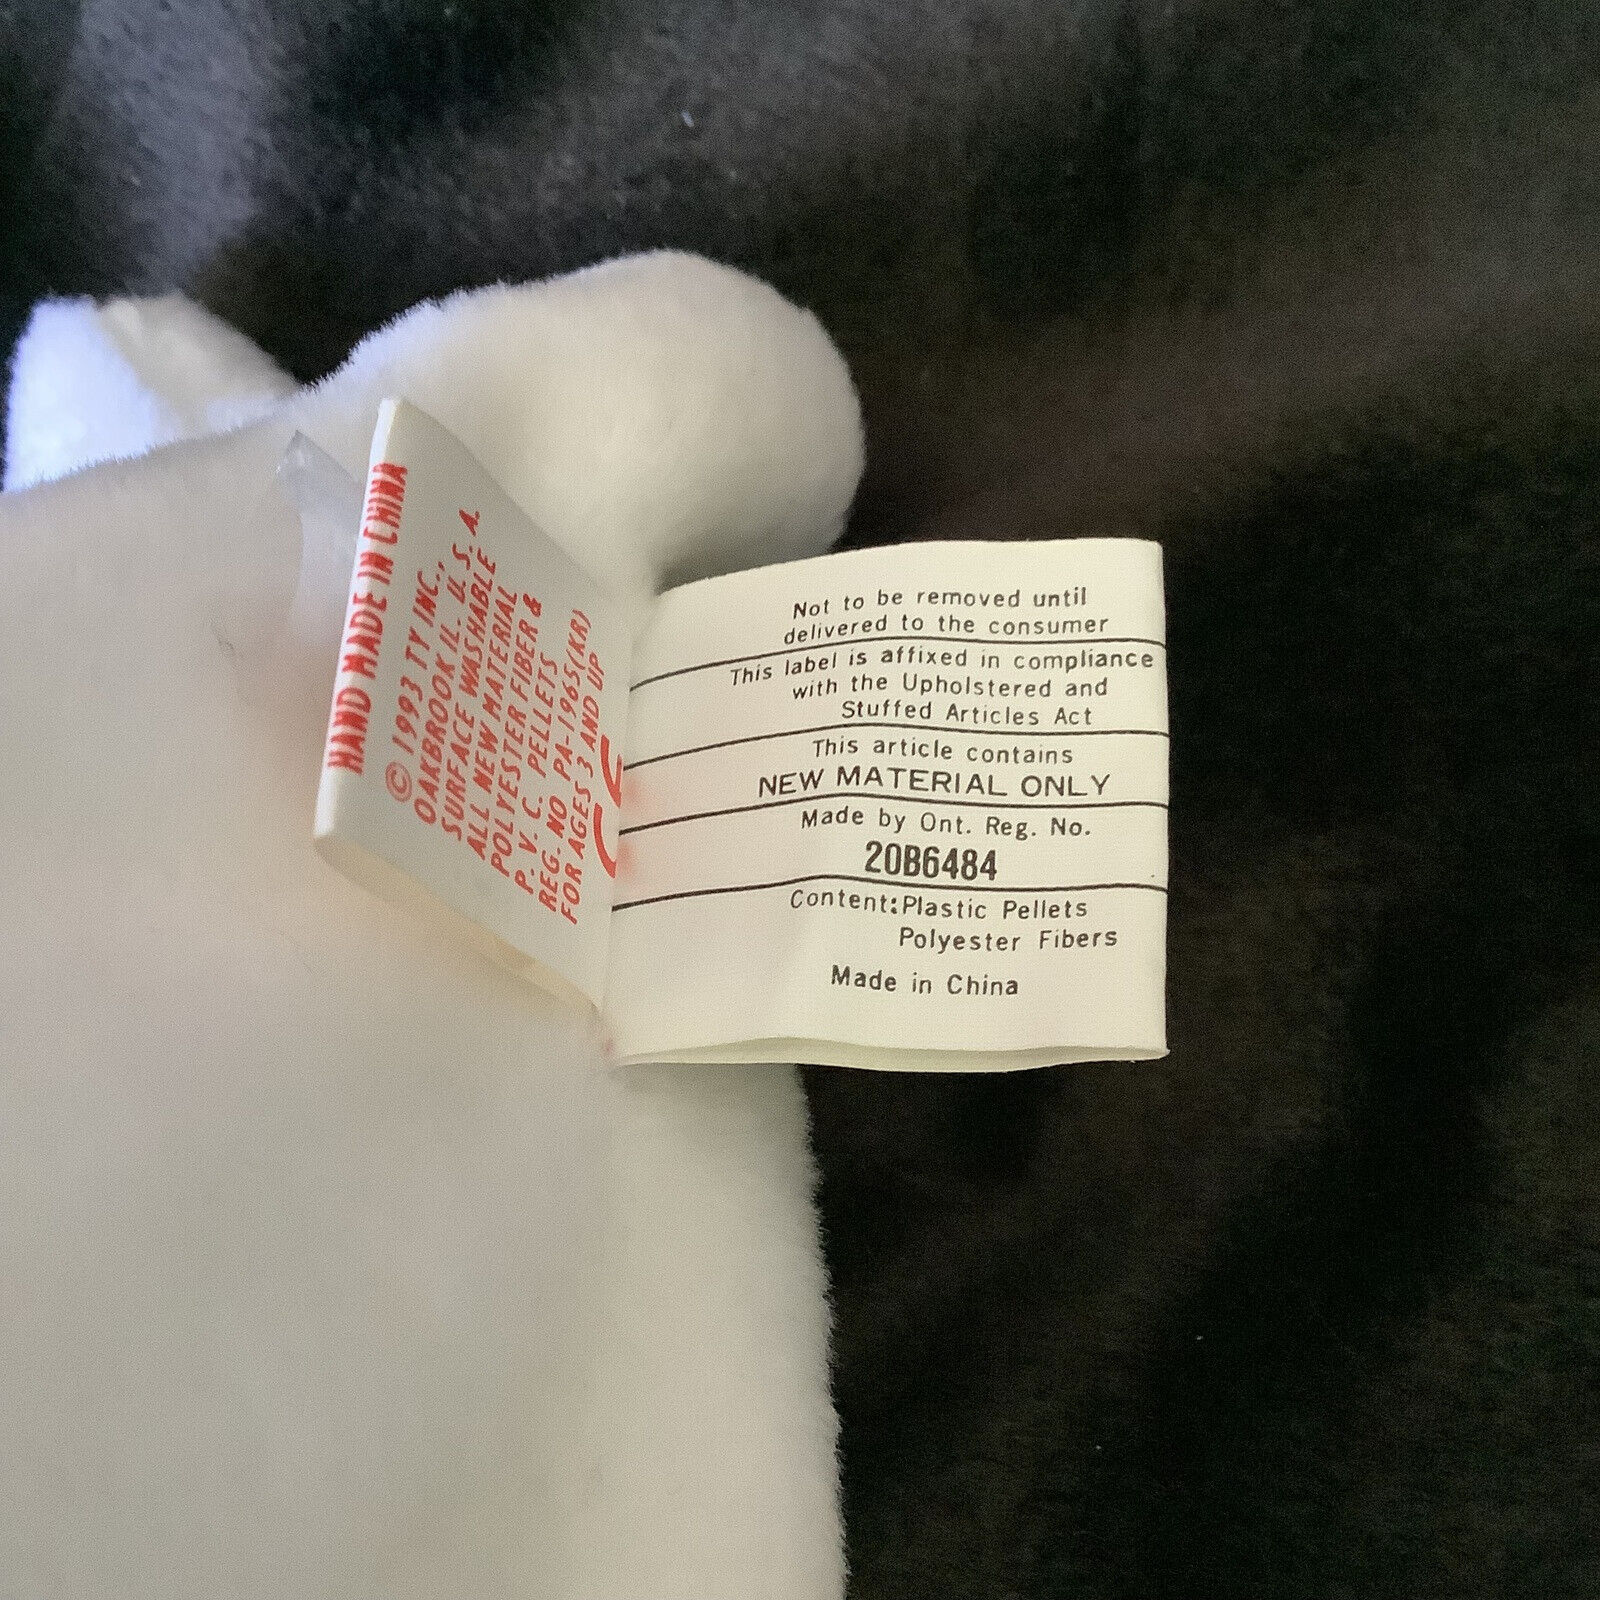 HAND MADE IN CHINA
© 1993 TY INC.,
OAKBROOK IL. U. S. A.
SURFACE WASHABLE
ALL NEW MATERIAL
POLYESTER FIBER &
P. V. C. PELLETS
REG. NO PA-1965(KR)
FOR AGES 3 AND UP
Not to be removed until
delivered to the consumer
This label is affixed in compliance
with the Upholstered and
Stuffed Articles Act
This article contains
NEW MATERIAL ONLY
Made by Ont. Reg. No.
20B6484
Content:Plastic Pellets
Polyester Fibers
Made in China